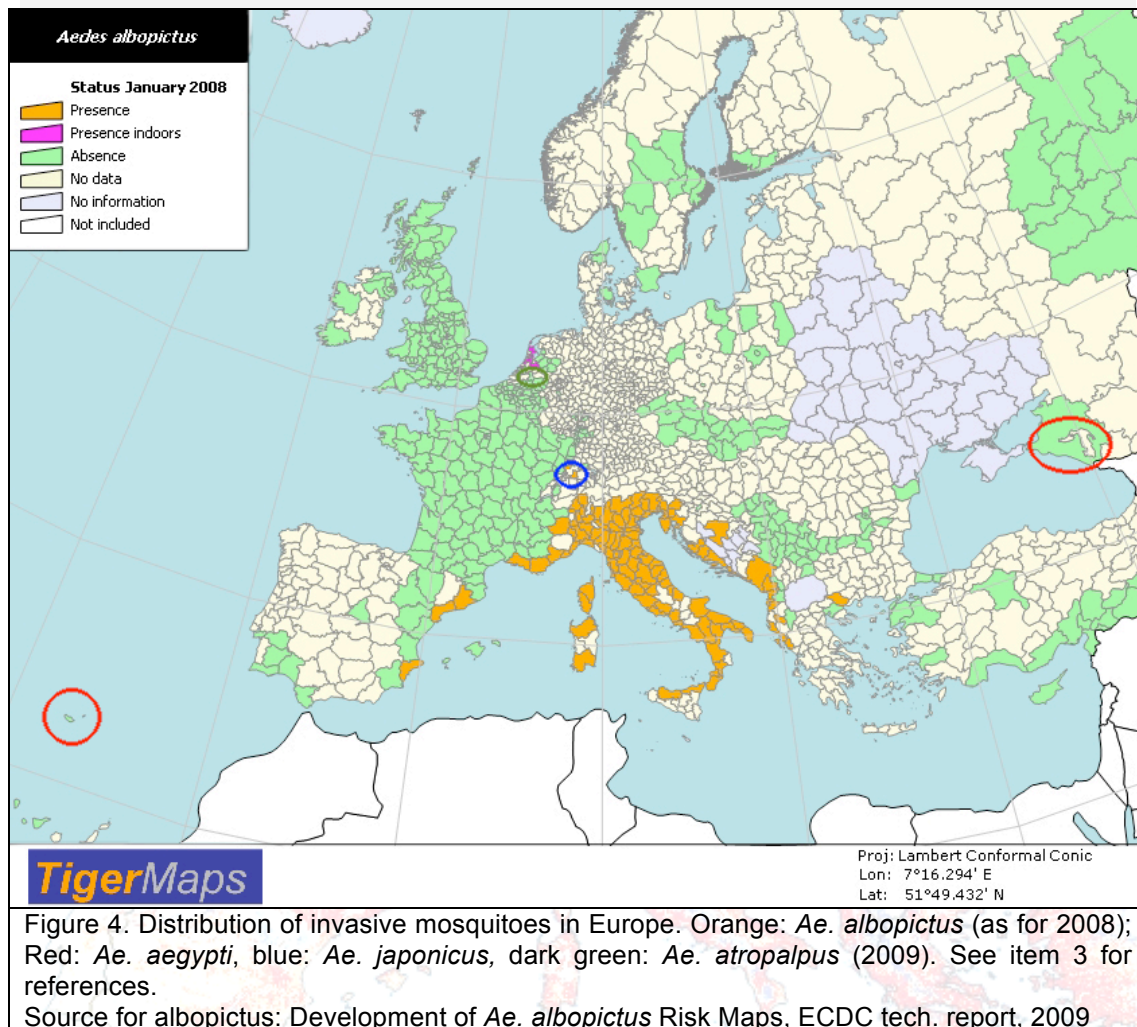 Aedes albopictus
Status January 2008
Presence
Presence indoors
Absence
No data
No information
Not included
TigerMaps
Proj: Lambert Conformal Conic
Lon: 7°16.294' E
Lat: 51°49.432' N
Figure 4. Distribution of invasive mosquitoes in Europe. Orange: Ae. albopictus (as for 2008);
Red: Ae. aegypti, blue: Ae. japonicus, dark green: Ae. atropalpus (2009). See item 3 for
references.
Source for albopictus: Development of Ae. albopictus Risk Maps, ECDC tech. report. 2009